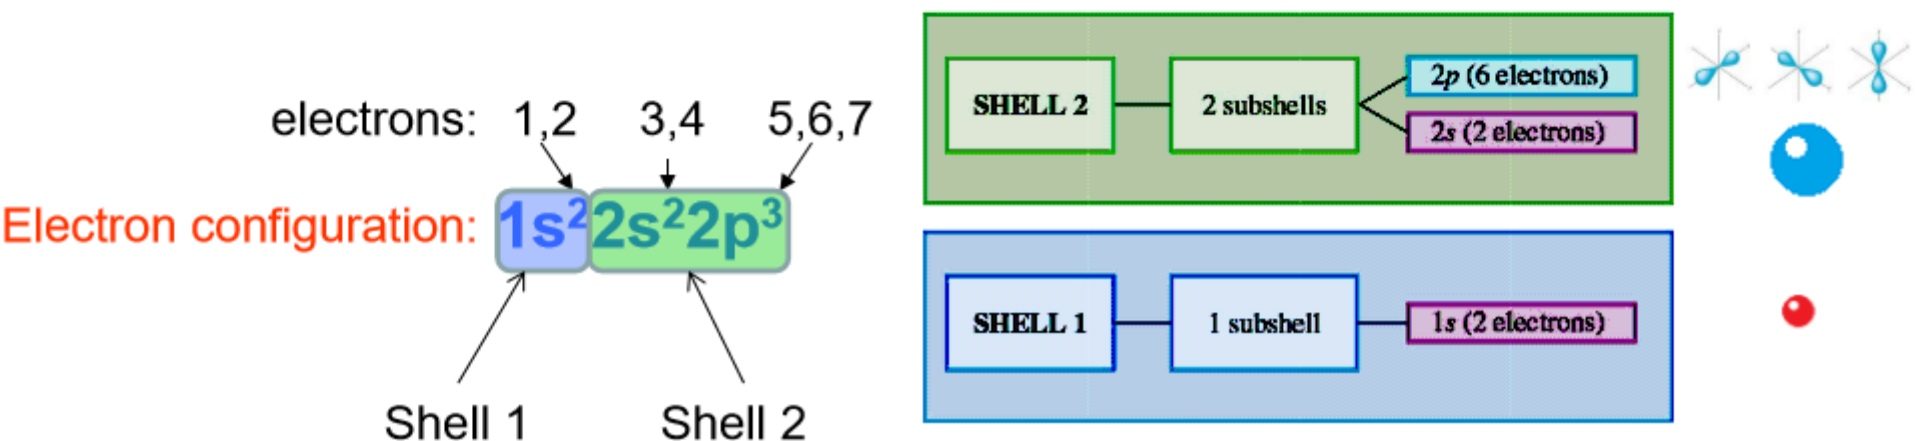 electrons: 1,2 3,4 5,6,7
Electron configuration: 1s²2s²2p³
Shell 1 Shell 2
SHELL 2
2 subshells
2p (6 electrons)
2s (2 electrons)
SHELL 1
1 subshell
1s (2 electrons)